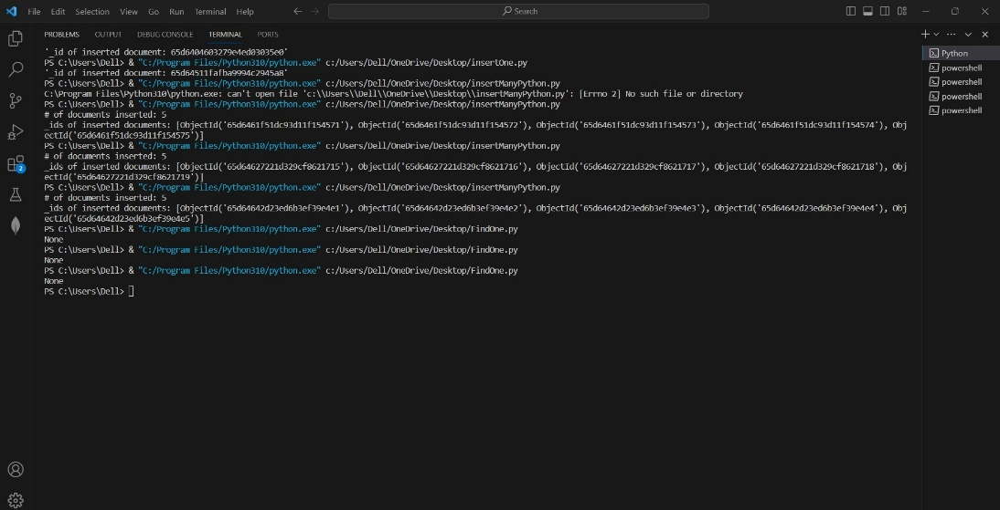 File Edit Selection View Go Run Terminal Help
Search
PROBLEMS OUTPUT DEBUG CONSOLE TERMINAL PORTS
'_id of inserted document: 65d6404603279e4ed03035e0'
PS C:\Users\Dell> & "C:/Program Files/Python310/python.exe" c:/Users/Dell/OneDrive/Desktop/insertOne.py
'_id of inserted document: 65d64511fafba9994c2945a8'
PS C:\Users\Dell> & "C:/Program Files/Python310/python.exe" c:/Users/Dell/OneDrive/Desktop/insertManyPython.py
C:\Program Files\Python310\python.exe: can't open file 'c:\\Users\\Dell\\OneDrive\\Desktop\\insertManyPython.py': [Errno 2] No such file or directory
PS C:\Users\Dell> & "C:/Program Files/Python310/python.exe" c:/Users/Dell/OneDrive/Desktop/insertManyPython.py
# of documents inserted: 5
_ids of inserted documents: [ObjectId('65d6461f51dc93d11f154571'), ObjectId('65d6461f51dc93d11f154572'), ObjectId('65d6461f51dc93d11f154573'), ObjectId('65d6461f51dc93d11f154574'), Obj
ectId('65d6461f51dc93d11f154575')]
PS C:\Users\Dell> & "C:/Program Files/Python310/python.exe" c:/Users/Dell/OneDrive/Desktop/insertManyPython.py
# of documents inserted: 5
_ids of inserted documents: [ObjectId('65d64627221d329cf8621715'), ObjectId('65d64627221d329cf8621716'), ObjectId('65d64627221d329cf8621717'), ObjectId('65d64627221d329cf8621718'), Obj
ectId('65d64627221d329cf8621719')]
PS C:\Users\Dell> & "C:/Program Files/Python310/python.exe" c:/Users/Dell/OneDrive/Desktop/insertManyPython.py
# of documents inserted: 5
_ids of inserted documents: [ObjectId('65d64642d23ed6b3ef39e4e1'), ObjectId('65d64642d23ed6b3ef39e4e2'), ObjectId('65d64642d23ed6b3ef39e4e3'), ObjectId('65d64642d23ed6b3ef39e4e4'), Obj
ectId('65d64642d23ed6b3ef39e4e5')]
PS C:\Users\Dell> & "C:/Program Files/Python310/python.exe" c:/Users/Dell/OneDrive/Desktop/FindOne.py
None
PS C:\Users\Dell> & "C:/Program Files/Python310/python.exe" c:/Users/Dell/OneDrive/Desktop/FindOne.py
None
PS C:\Users\Dell> & "C:/Program Files/Python310/python.exe" c:/Users/Dell/OneDrive/Desktop/FindOne.py
None
PS C:\Users\Dell>
Python
powershell
powershell
powershell
powershell
2